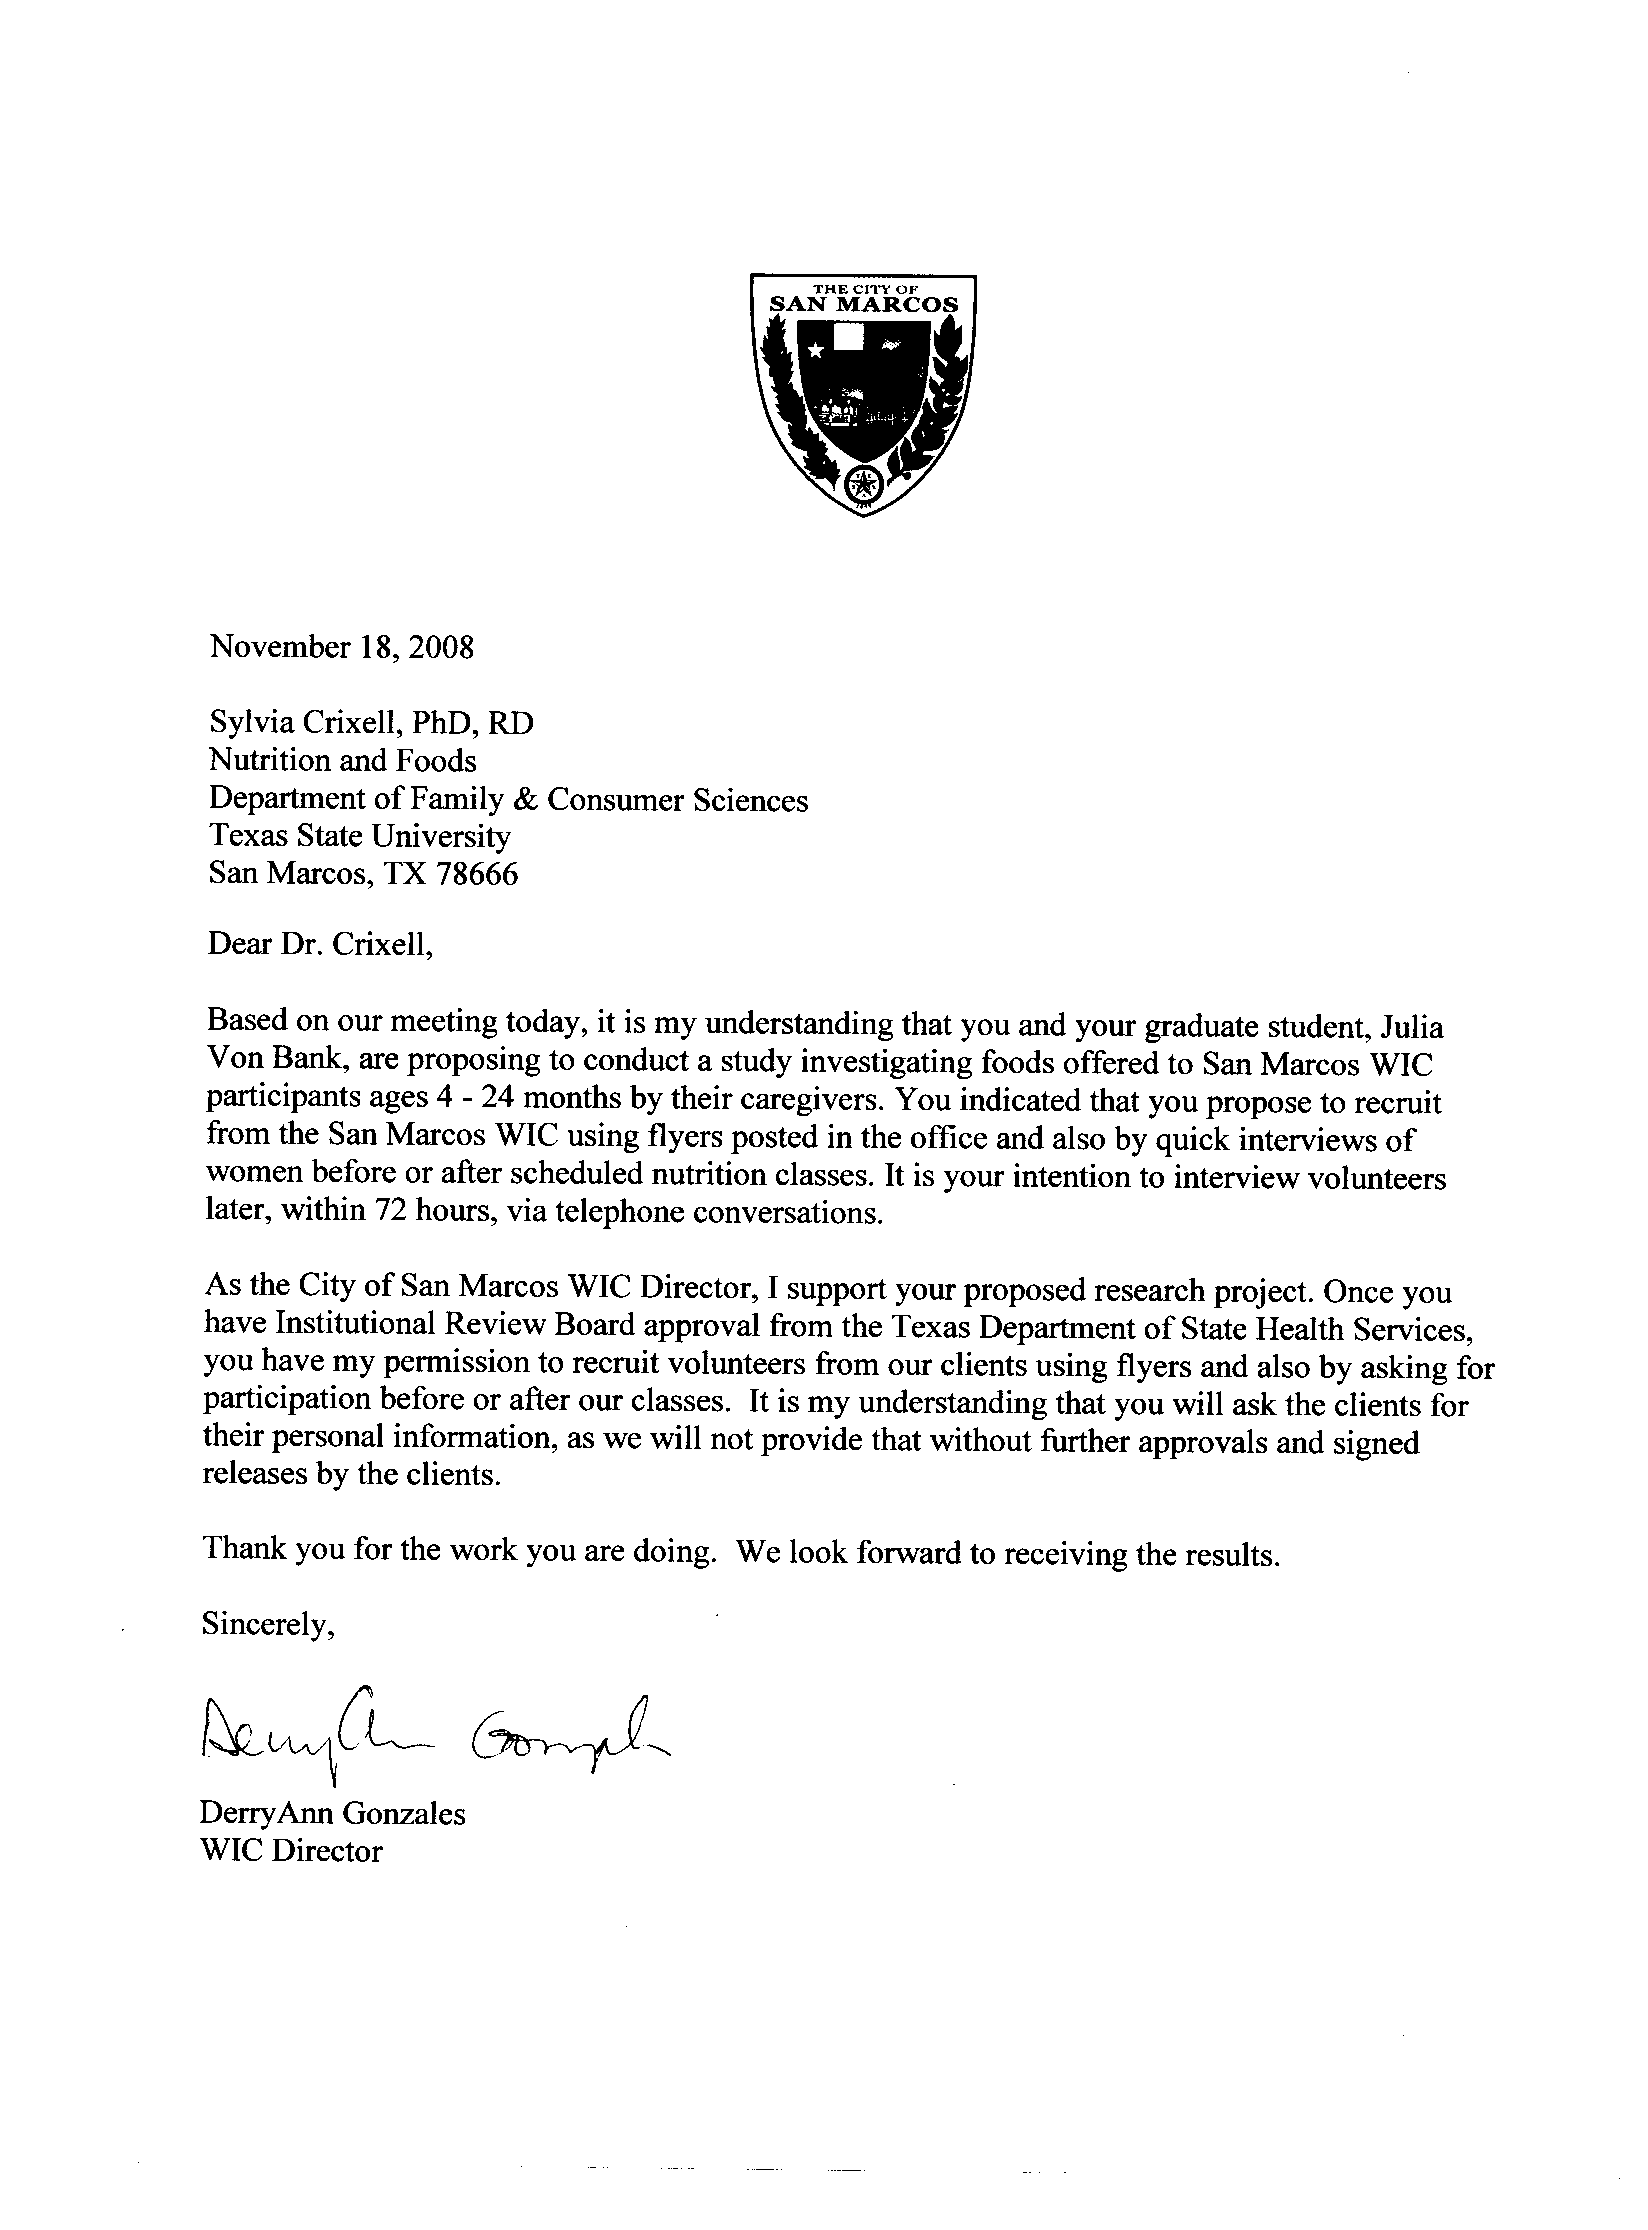 THE CITY OF
SAN MARCOS
November 18, 2008
Sylvia Crixell, PhD, RD
Nutrition and Foods
Department of Family & Consumer Sciences
Texas State University
San Marcos, TX 78666
Dear Dr. Crixell,
Based on our meeting today, it is my understanding that you and your graduate student, Julia
Von Bank, are proposing to conduct a study investigating foods offered to San Marcos WIC
participants ages 4 - 24 months by their caregivers. You indicated that you propose to recruit
from the San Marcos WIC using flyers posted in the office and also by quick interviews of
women before or after scheduled nutrition classes. It is your intention to interview volunteers
later, within 72 hours, via telephone conversations.
As the City of San Marcos WIC Director, I support your proposed research project. Once you
have Institutional Review Board approval from the Texas Department of State Health Services,
you have my permission to recruit volunteers from our clients using flyers and also by asking for
participation before or after our classes.  It is my understanding that you will ask the clients for
their personal information, as we will not provide that without further approvals and signed
releases by the clients.
Thank you for the work you are doing.  We look forward to receiving the results.
Sincerely,
DerryAnn Gonzales
DerryAnn Gonzales
WIC Director